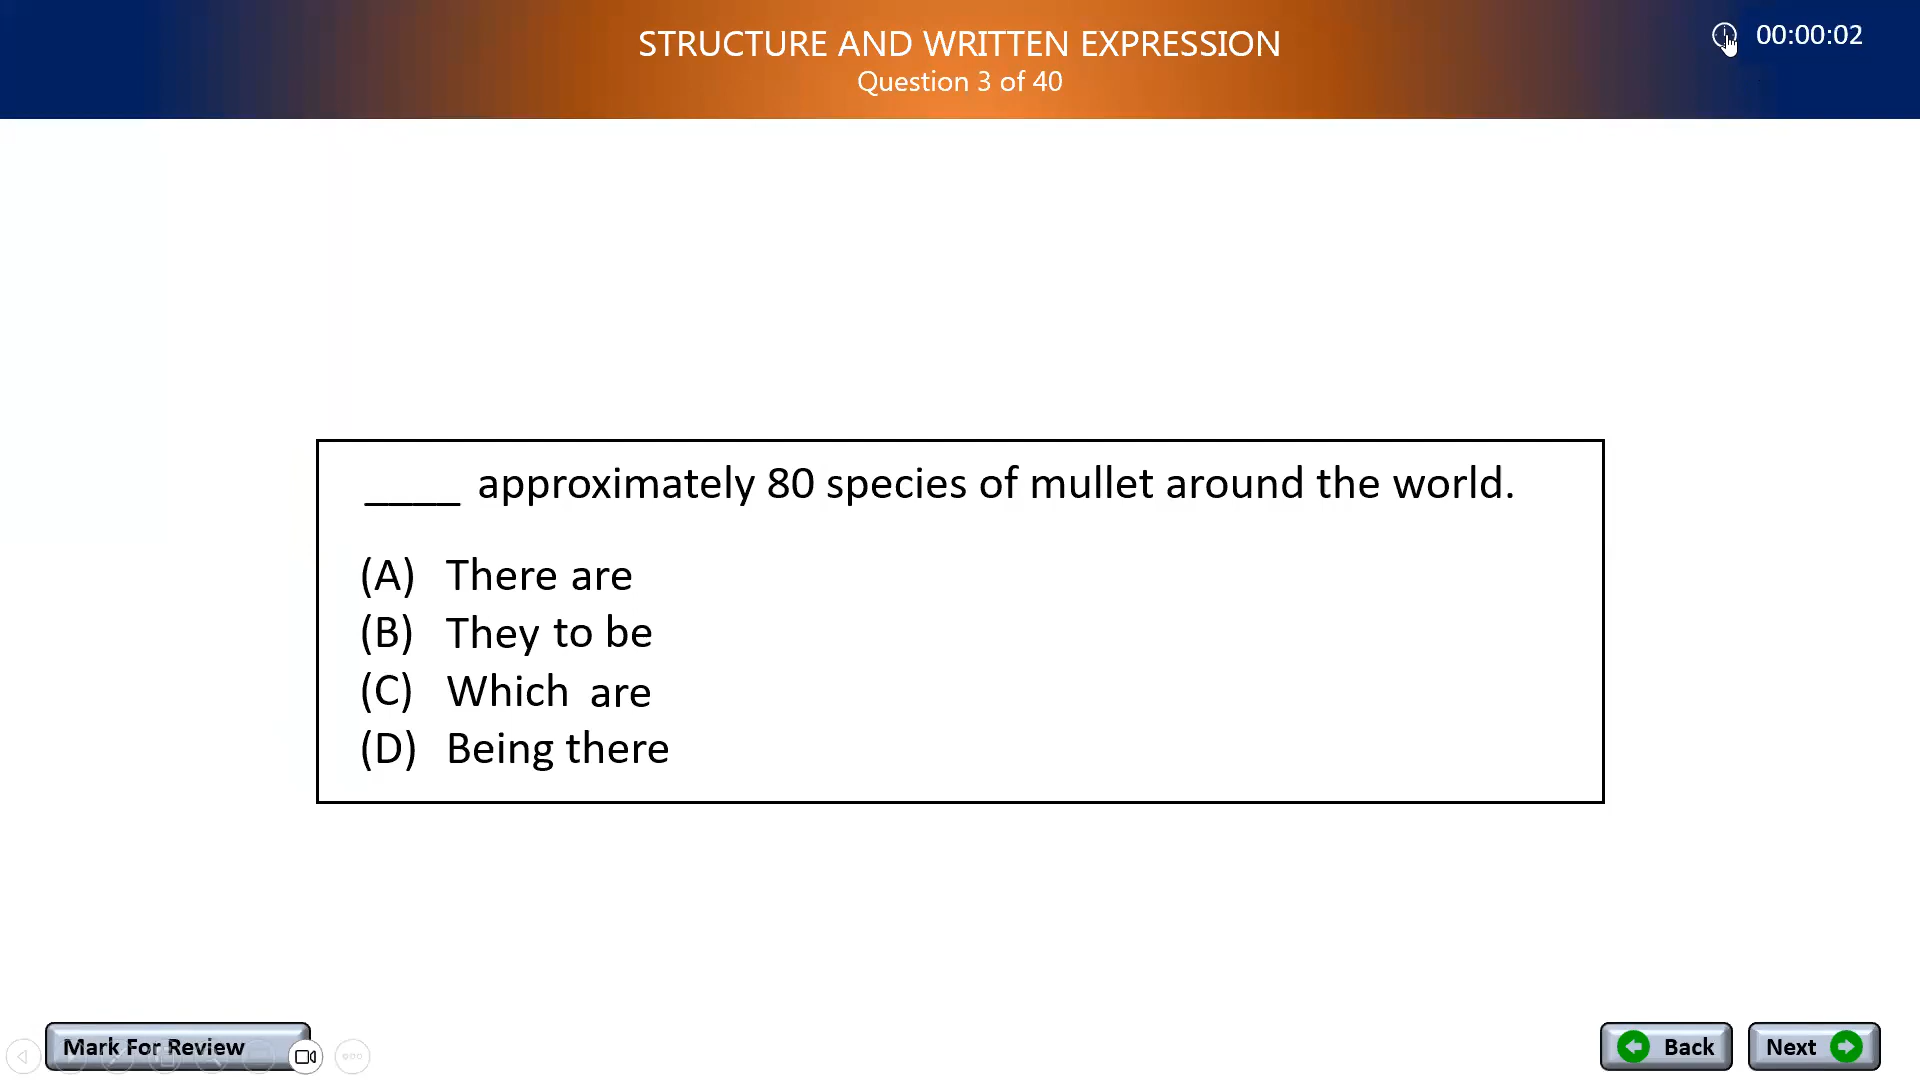 STRUCTURE AND WRITTEN EXPRESSION
Question 3 of 40
00:00:02
____ approximately 80 species of mullet around the world.
(A) There are
(B) They to be
(C) Which are
(D) Being there
Mark For Review
Back
Next